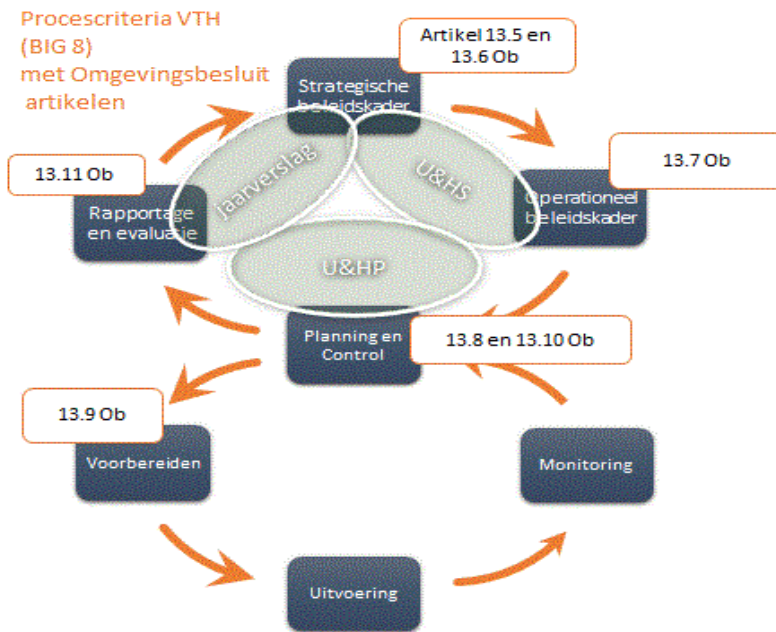 Procescriteria VTH
(BIG 8)
met Omgevingsbesluit
artikelen
Artikel 13.5 en
13.6 Ob
Strategische
beleidskader
13.11 Ob
13.7 Ob
jaarverslag
U&HS
Rapportage
en evaluatie
Operationeel
beleidskader
U&HP
Planning en
Control
13.8 en 13.10 Ob
13.9 Ob
Voorbereiden
Monitoring
Uitvoering